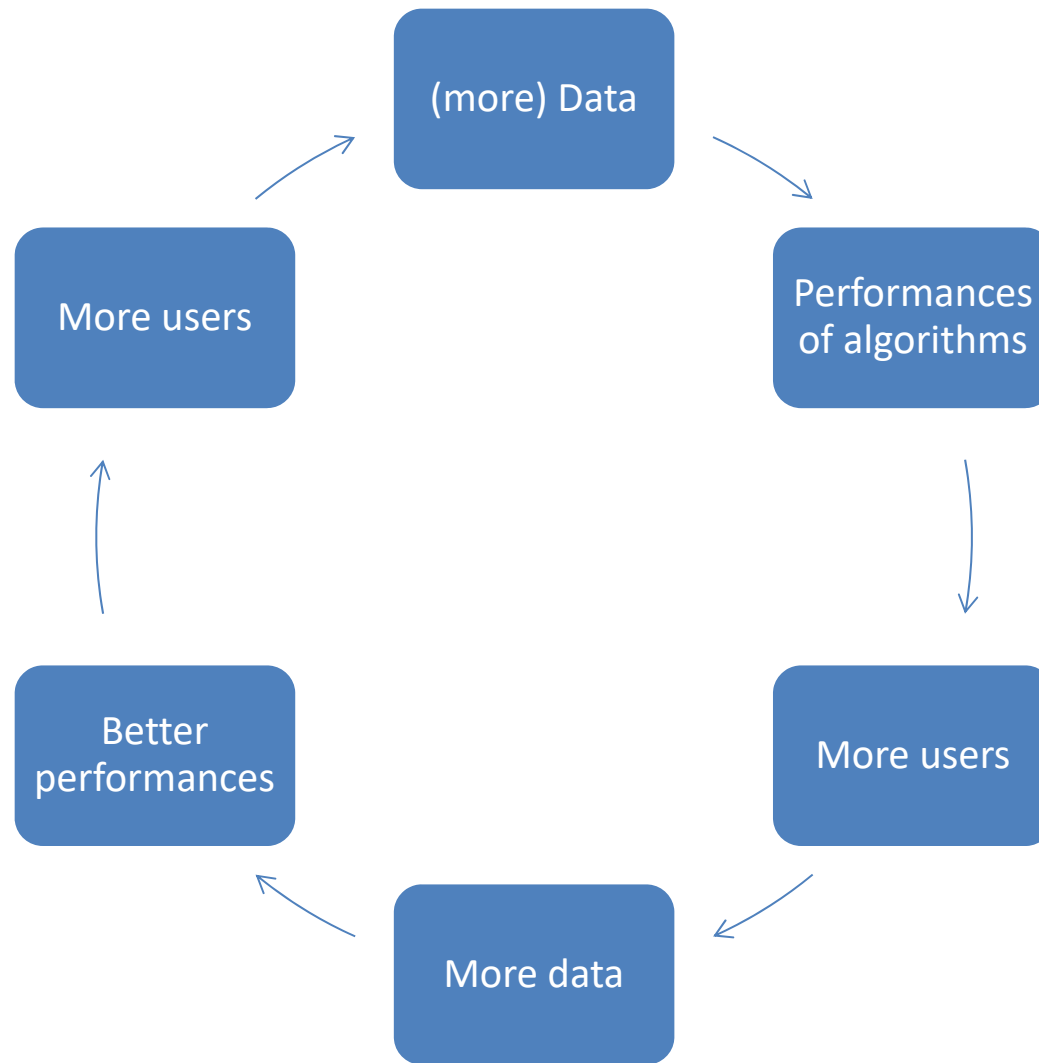 (more) Data
Performances
of algorithms
More users
More data
Better
performances
More users